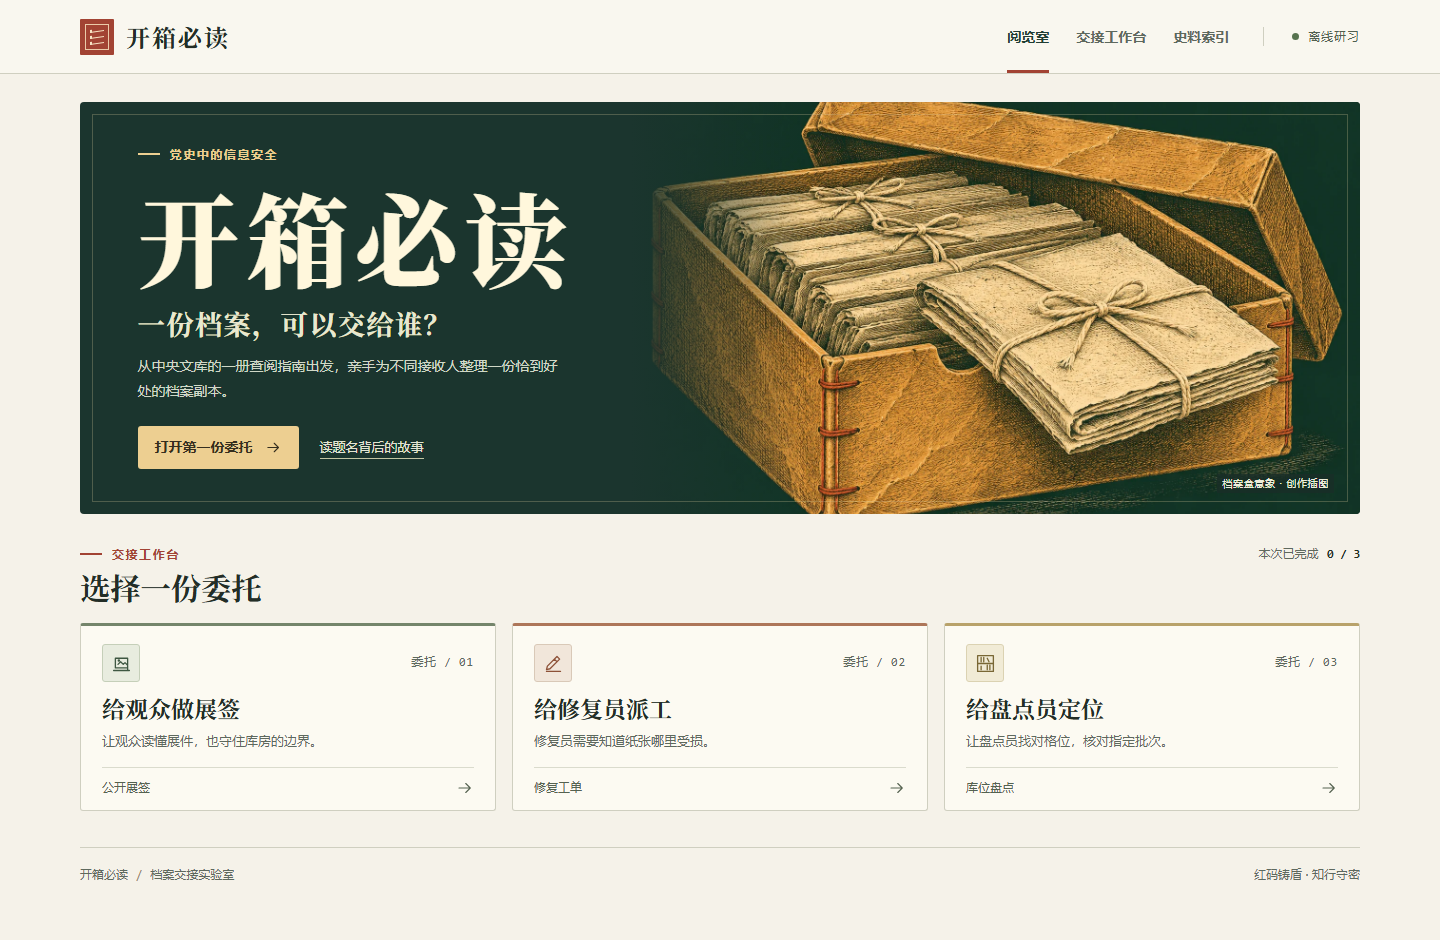 开箱必读
阅览室
交接工作台
史料索引
离线研习
党史中的信息安全
开箱必读
一份档案，可以交给谁？
从中央文库的一册查阅指南出发，亲手为不同接收人整理一份恰到好
处的档案副本。
打开第一份委托 →
读题名背后的故事
档案盒意象 · 创作插图
交接工作台
本次已完成 0 / 3
选择一份委托
委托 / 01
给观众做展签
让观众读懂展件，也守住库房的边界。
公开展签 →
委托 / 02
给修复员派工
修复员需要知道纸张哪里受损。
修复工单 →
委托 / 03
给盘点员定位
让盘点员找对格位，核对指定批次。
库位盘点 →
开箱必读 / 档案交接实验室
红码铸盾 · 知行守密